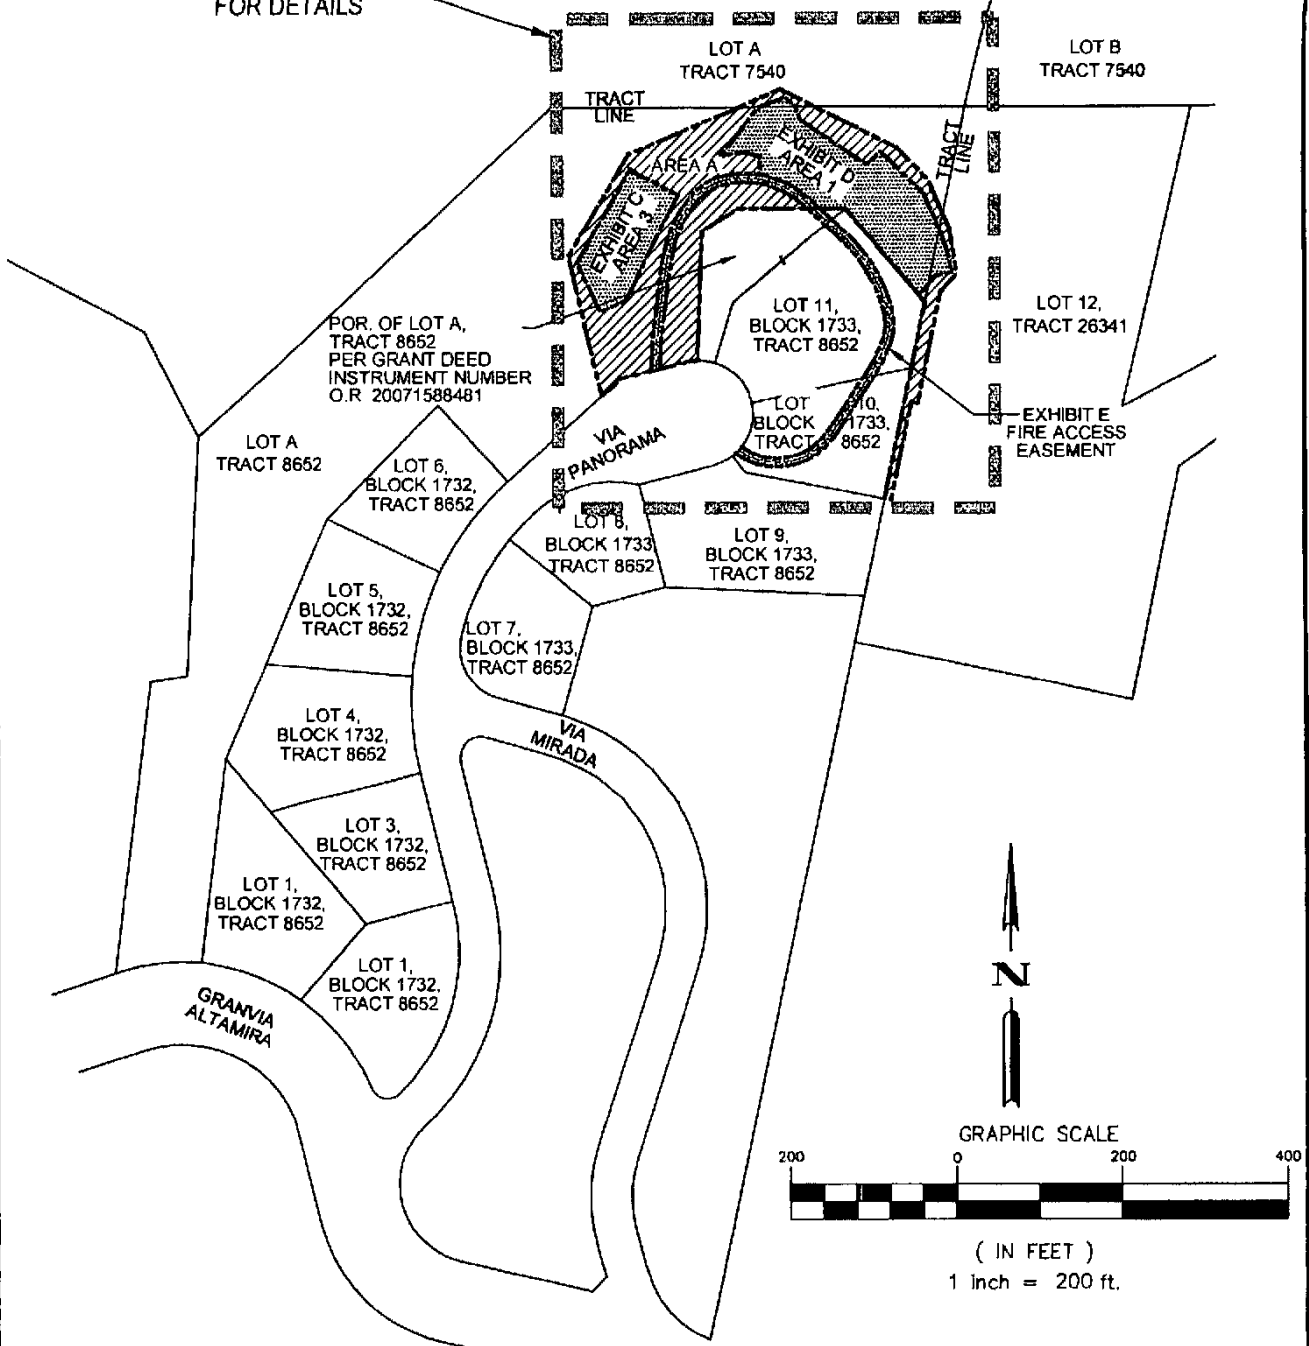 FOR DETAILS
LOT A
TRACT 7540
LOT B
TRACT 7540
TRACT
LINE
TRACT
LINE
AREA A
EXHIBIT D
AREA 1
EXHIBIT C
AREA 3
LOT 11,
BLOCK 1733,
TRACT 8652
LOT 12,
TRACT 26341
POR. OF LOT A,
TRACT 8652
PER GRANT DEED
INSTRUMENT NUMBER
O.R 20071588481
LOT 10,
BLOCK 1733,
TRACT 8652
EXHIBIT E
FIRE ACCESS
EASEMENT
VIA
PANORAMA
LOT A
TRACT 8652
LOT 6,
BLOCK 1732,
TRACT 8652
LOT 8,
BLOCK 1733
TRACT 8652
LOT 9,
BLOCK 1733,
TRACT 8652
LOT 5,
BLOCK 1732,
TRACT 8652
LOT 7,
BLOCK 1733,
TRACT 8652
LOT 4,
BLOCK 1732,
TRACT 8652
VIA
MIRADA
LOT 3,
BLOCK 1732,
TRACT 8652
LOT 1,
BLOCK 1732,
TRACT 8652
LOT 1,
BLOCK 1732,
TRACT 8652
GRANVIA
ALTAMIRA
N
GRAPHIC SCALE
200 0 200 400
( IN FEET )
1 inch = 200 ft.